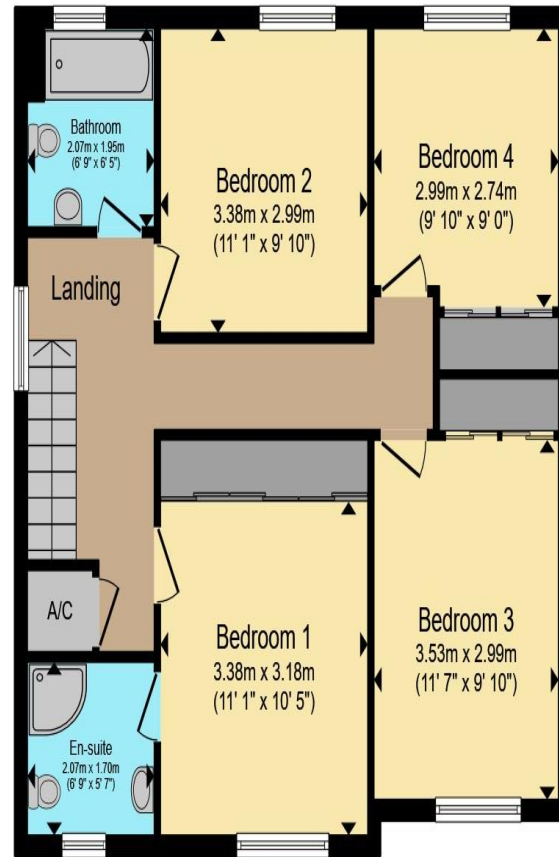 Bathroom
2.07m x 1.95m
(6' 9" x 6' 5")
Bedroom 2
3.38m x 2.99m
(11' 1" x 9' 10")
Bedroom 4
2.99m x 2.74m
(9' 10" x 9' 0")
Landing
A/C
Bedroom 1
3.38m x 3.18m
(11' 1" x 10' 5")
Bedroom 3
3.53m x 2.99m
(11' 7" x 9' 10")
En-suite
2.07m x 1.70m
(6' 9" x 5' 7")